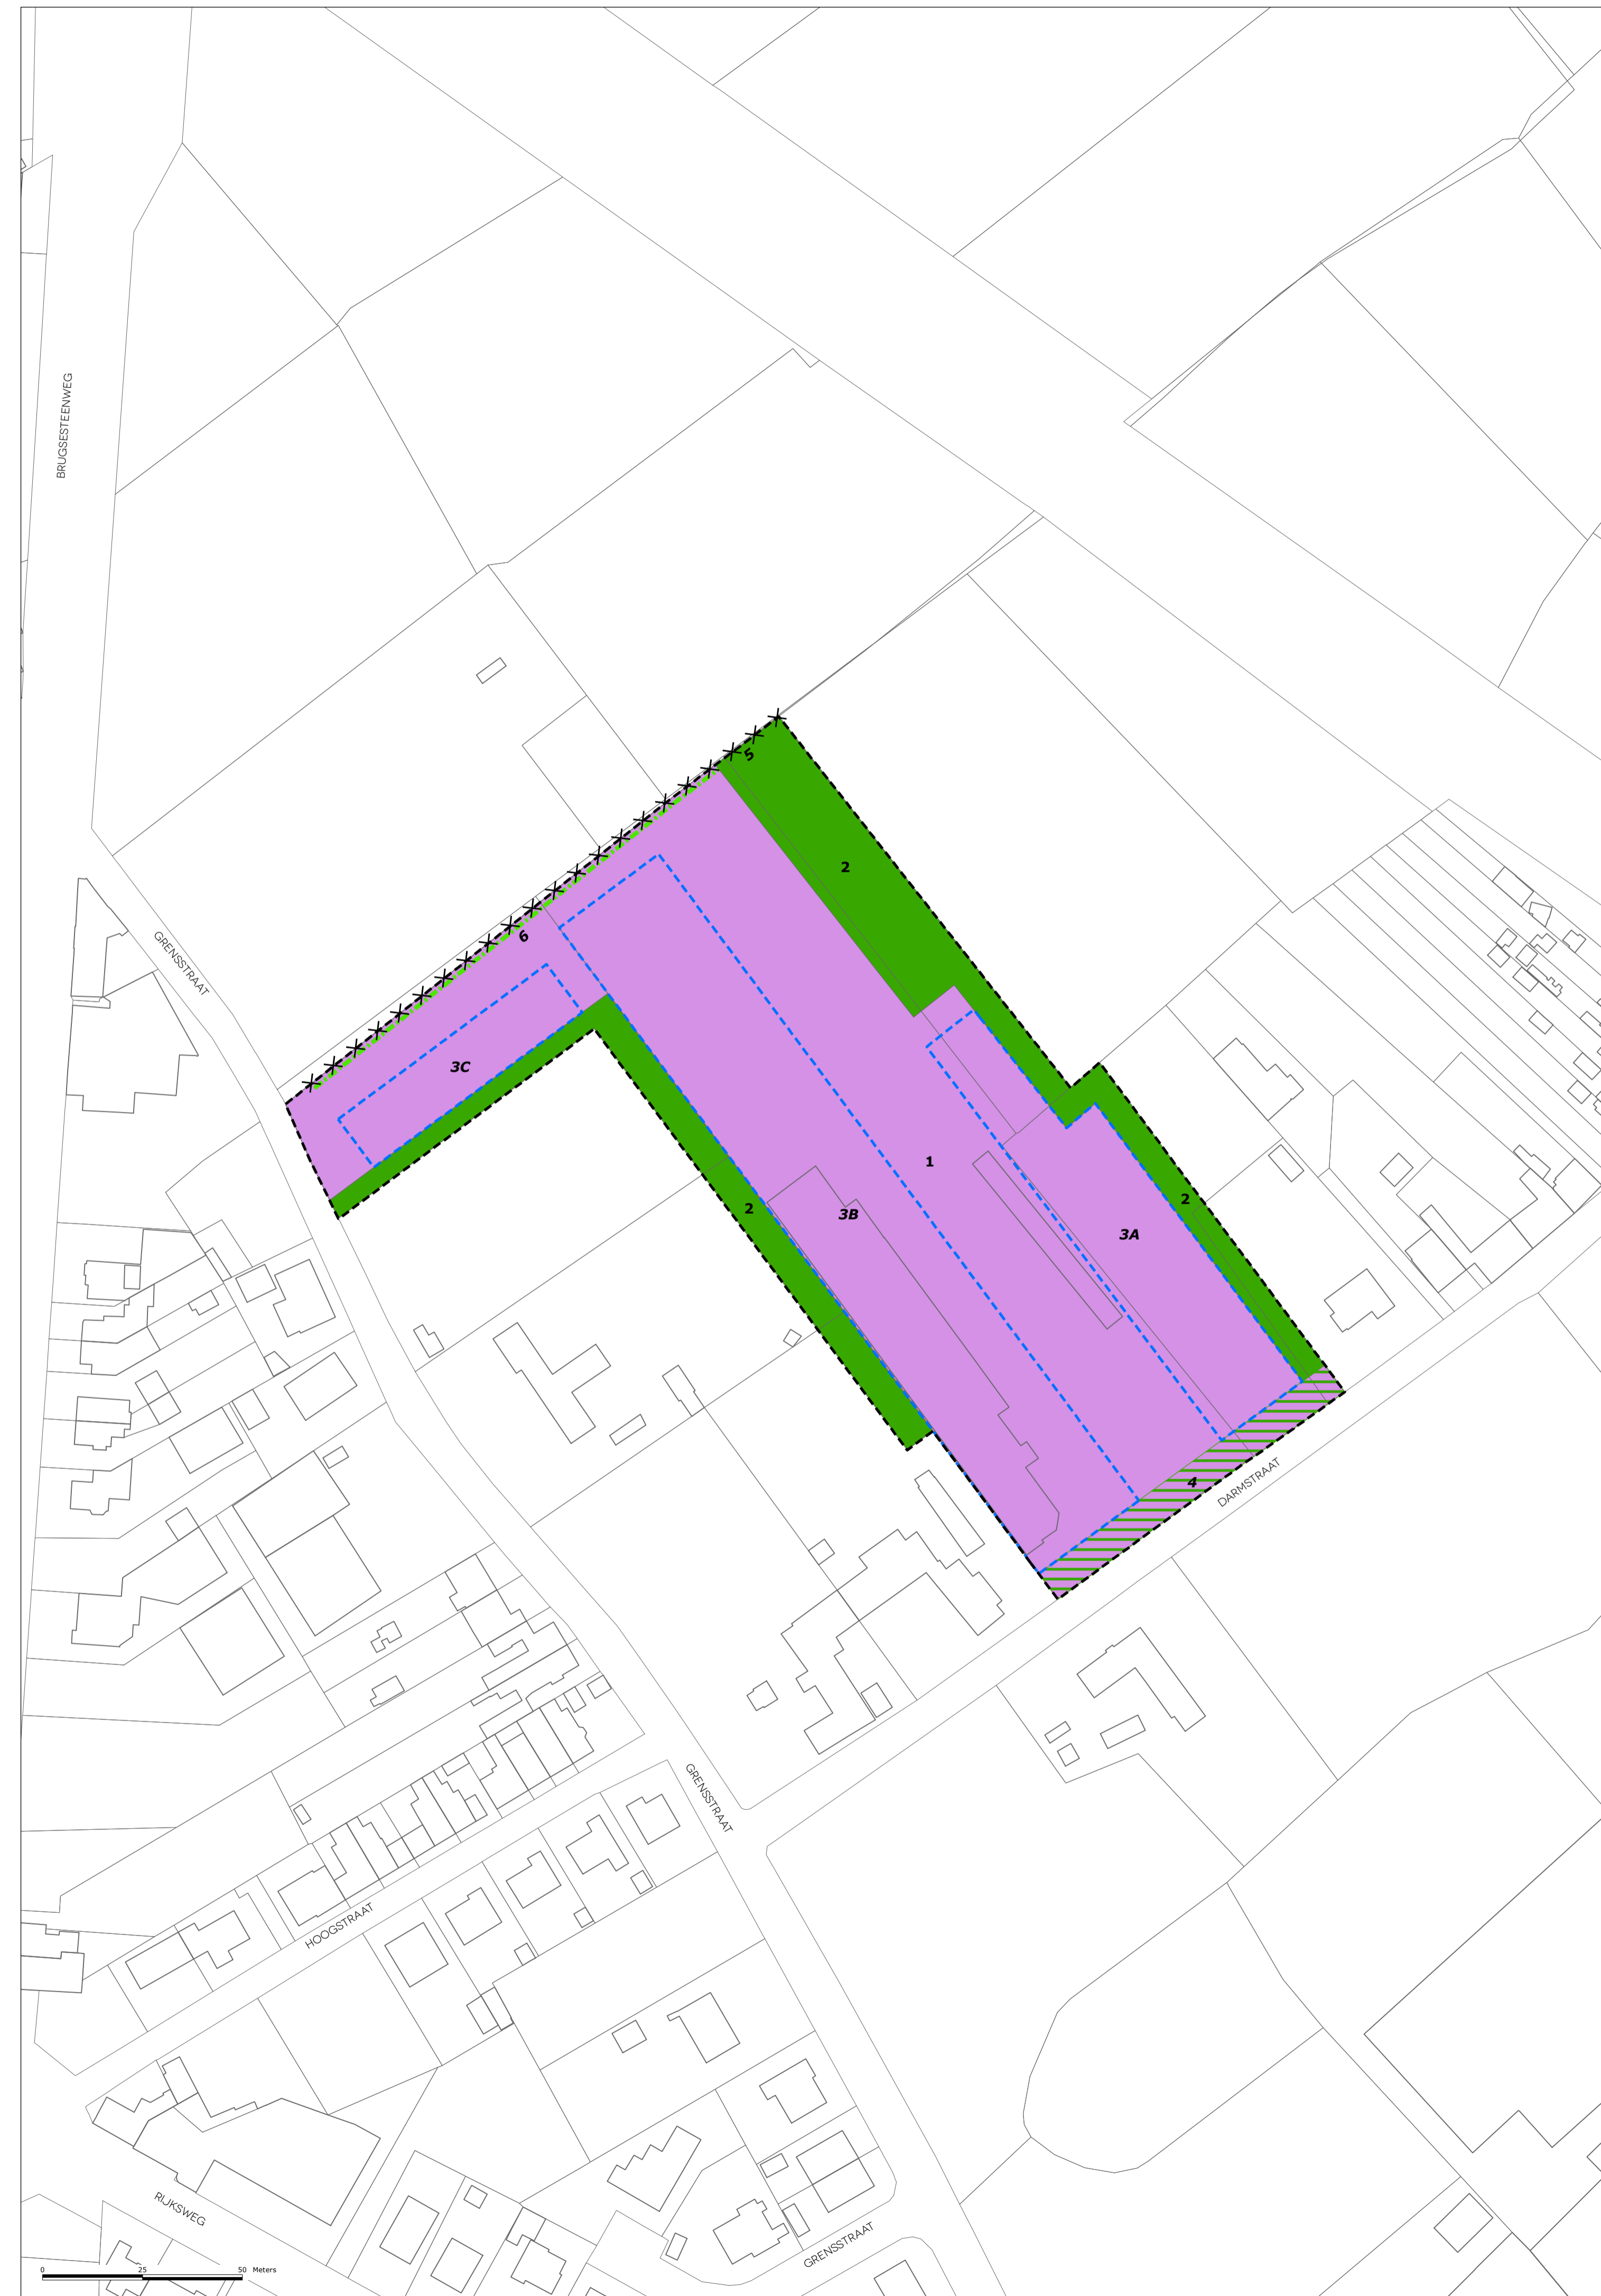 BRUGSESTEENWEG
5
2
6
GRENSSTRAAT
3C
1
2
2
3B
3A
4
DARMSTRAAT
GRENSSTRAAT
HOOGSTRAAT
RIJKSWEG
GRENSSTRAAT
0 25 50 Meters